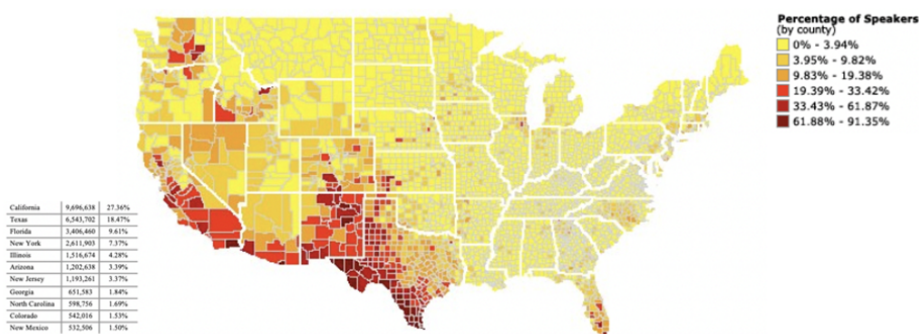 Percentage of Speakers
(by county)
0% - 3.94%
3.95% - 9.82%
9.83% - 19.38%
19.39% - 33.42%
33.43% - 61.87%
61.88% - 91.35%
California 9,696,638 27.36%
Texas 6,543,702 18.47%
Florida 3,406,460 9.61%
New York 2,611,903 7.37%
Illinois 1,516,674 4.28%
Arizona 1,202,638 3.39%
New Jersey 1,193,261 3.37%
Georgia 651,583 1.84%
North Carolina 598,756 1.69%
Colorado 542,016 1.53%
New Mexico 532,506 1.50%